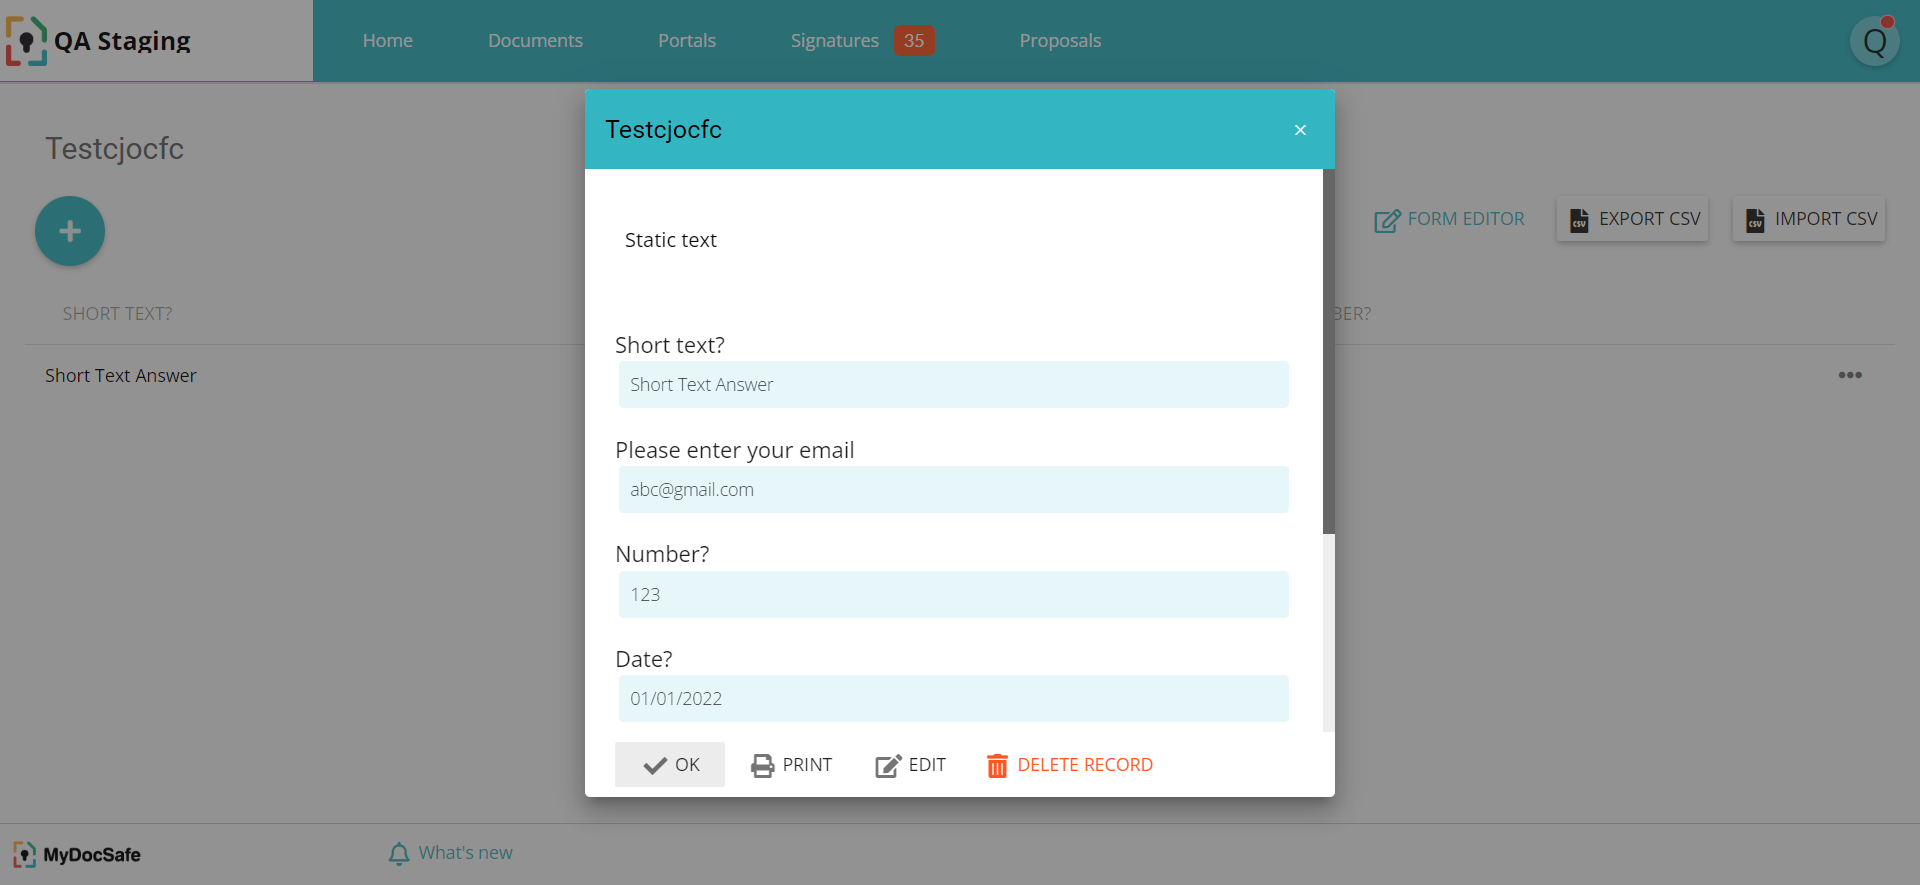 QA Staging
Home Documents Portals Signatures 35 Proposals
Q
Testcjocfc
FORM EDITOR CSV EXPORT CSV CSV IMPORT CSV
SHORT TEXT?
BER?
Short Text Answer
Testcjocfc ×
Static text
Short text?
Short Text Answer
Please enter your email
abc@gmail.com
Number?
123
Date?
01/01/2022
OK PRINT EDIT DELETE RECORD
MyDocSafe What's new